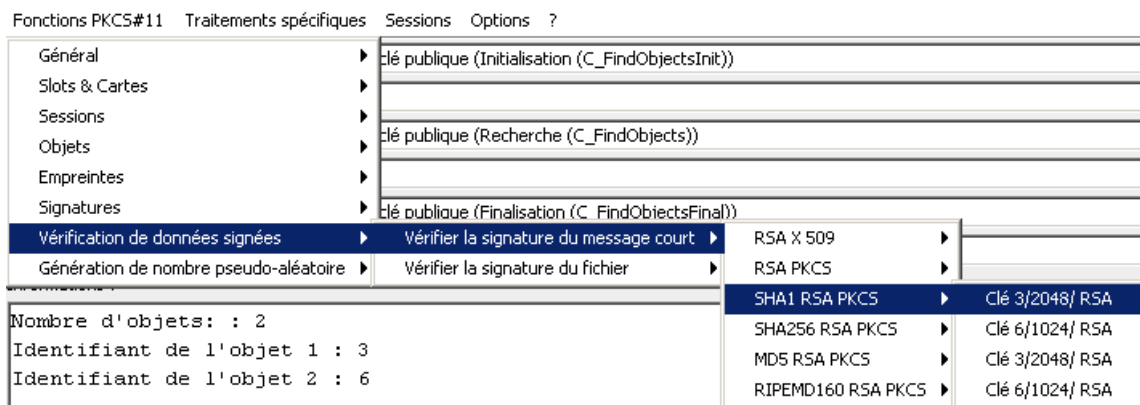 Fonctions PKCS#11 Traitements spécifiques Sessions Options ?
Général
clé publique (Initialisation (C_FindObjectsInit))
Slots & Cartes
Sessions
clé publique (Recherche (C_FindObjects))
Objets
Empreintes
Signatures
clé publique (Finalisation (C_FindObjectsFinal))
Vérification de données signées
Vérifier la signature du message court
RSA X 509
Génération de nombre pseudo-aléatoire
Vérifier la signature du fichier
RSA PKCS
SHA1 RSA PKCS
Clé 3/2048/ RSA
Nombre d'objets: : 2
SHA256 RSA PKCS
Clé 6/1024/ RSA
Identifiant de l'objet 1 : 3
MD5 RSA PKCS
Clé 3/2048/ RSA
Identifiant de l'objet 2 : 6
RIPEMD160 RSA PKCS
Clé 6/1024/ RSA